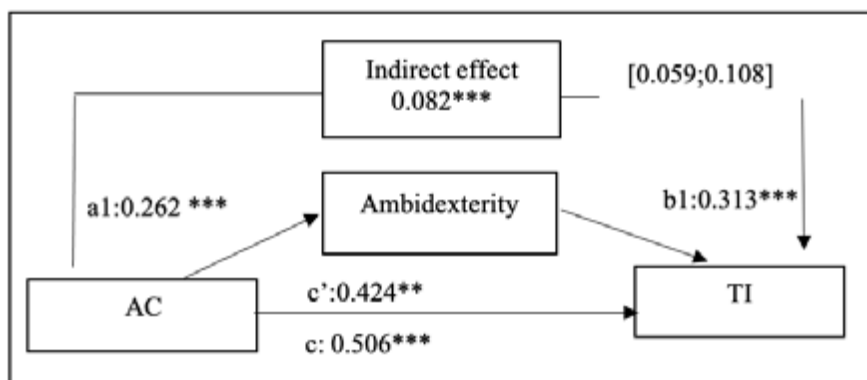 Indirect effect
0.082***
[0.059;0.108]
a1:0.262 ***
Ambidexterity
b1:0.313***
AC
c’:0.424**
TI
c: 0.506***